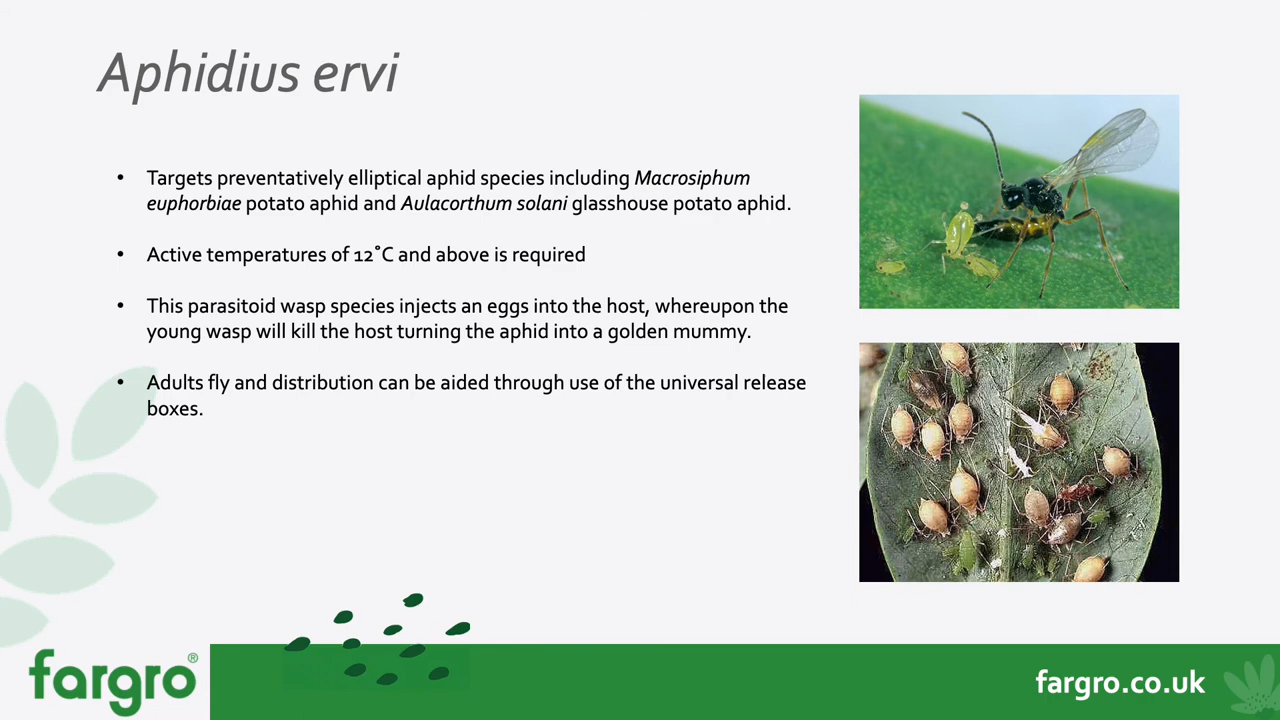 Aphidius ervi
• Targets preventatively elliptical aphid species including Macrosiphum
euphorbiae potato aphid and Aulacorthum solani glasshouse potato aphid.
• Active temperatures of 12˚C and above is required
• This parasitoid wasp species injects an eggs into the host, whereupon the
young wasp will kill the host turning the aphid into a golden mummy.
• Adults fly and distribution can be aided through use of the universal release
boxes.
fargro®
fargro.co.uk